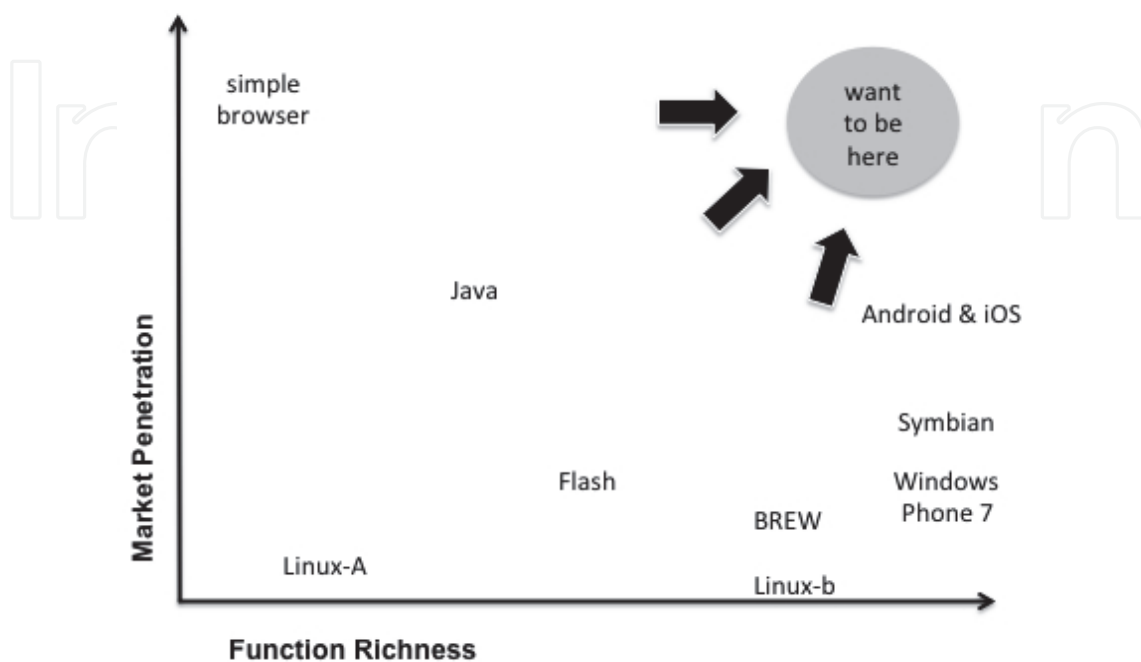 simple
browser
want
to be
here
Java
Android & iOS
Symbian
Flash
Windows
Phone 7
BREW
Linux-A
Linux-b
Market Penetration
Function Richness